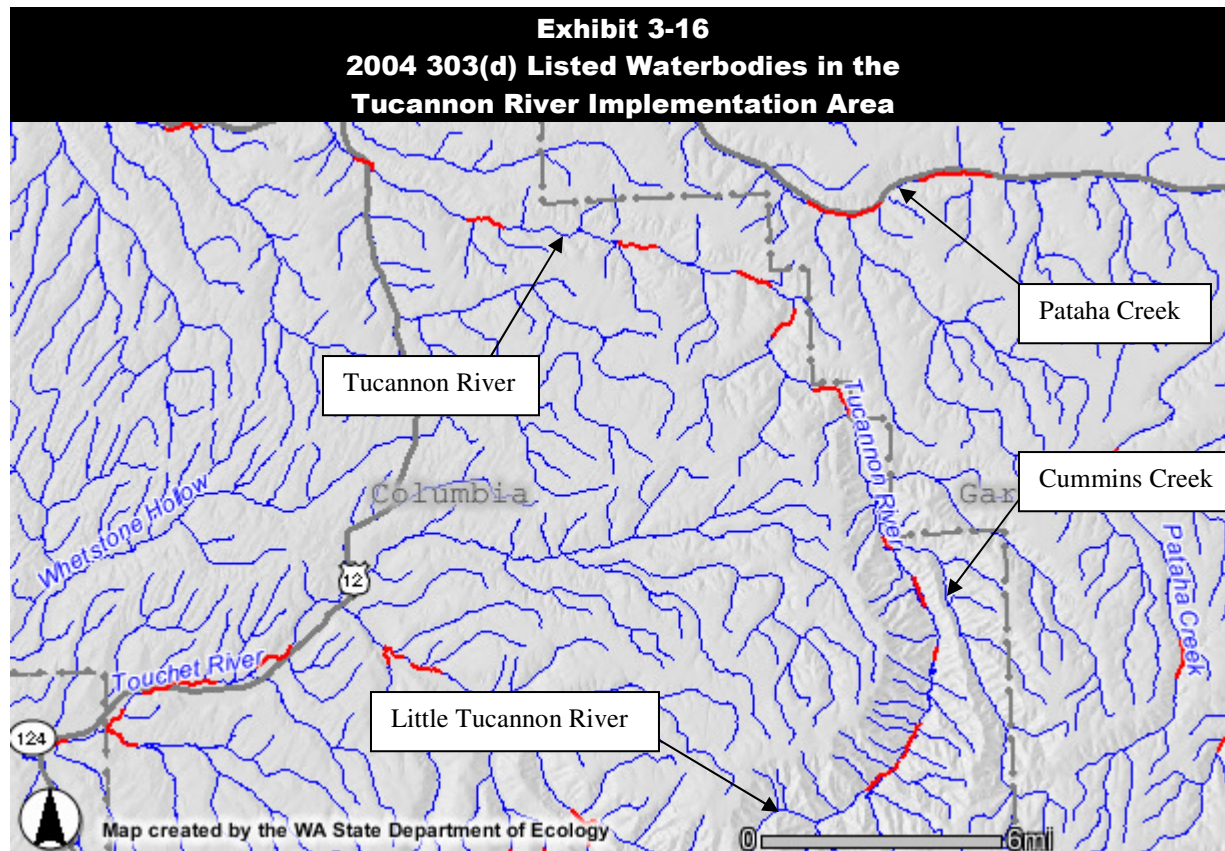 Exhibit 3-16
2004 303(d) Listed Waterbodies in the
Tucannon River Implementation Area
Pataha Creek
Tucannon River
Tucannon River
Cummins Creek
Columbia
Gar
Whetstone Hollow
Pataha Creek
12
Touchet River
Little Tucannon River
124
Map created by the WA State Department of Ecology
0 6mi